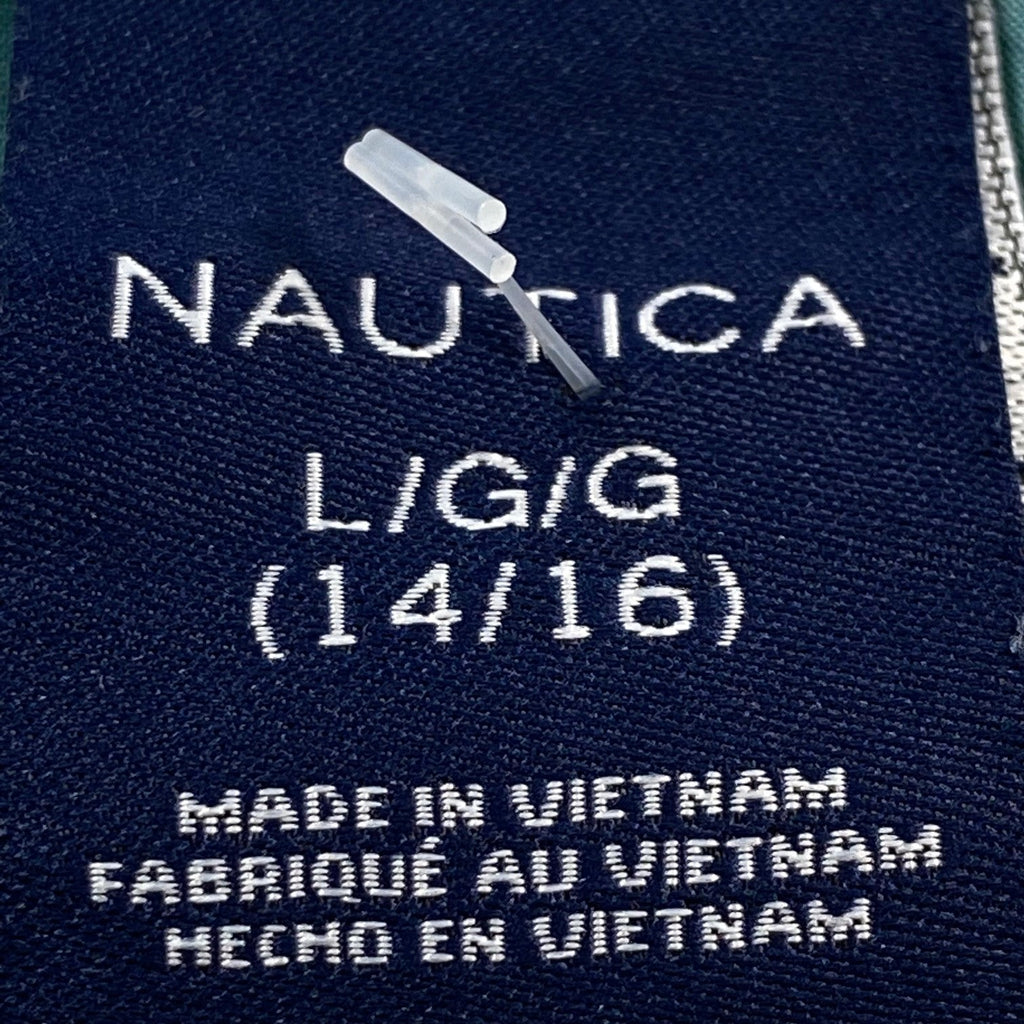 NAUTICA
L/G/G
(14/16)
MADE IN VIETNAM
FABRIQUÉ AU VIETNAM
HECHO EN VIETNAM